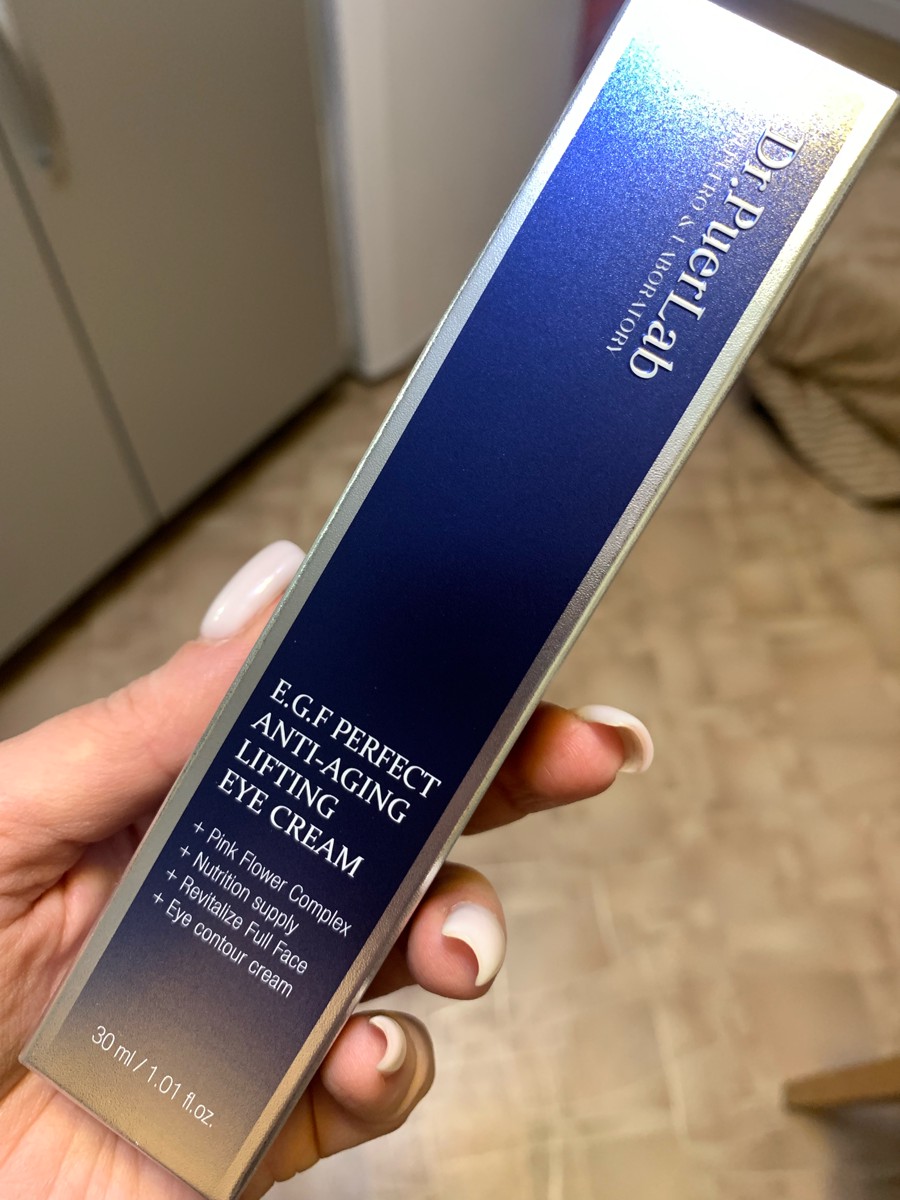 Dr.PuerLab
& LABORATORY
E.G.F PERFECT
ANTI-AGING
LIFTING
EYE CREAM
+ Pink Flower Complex
+ Nutrition supply
+ Revitalize Full Face
+ Eye contour cream
30 ml / 1.01 fl.oz.